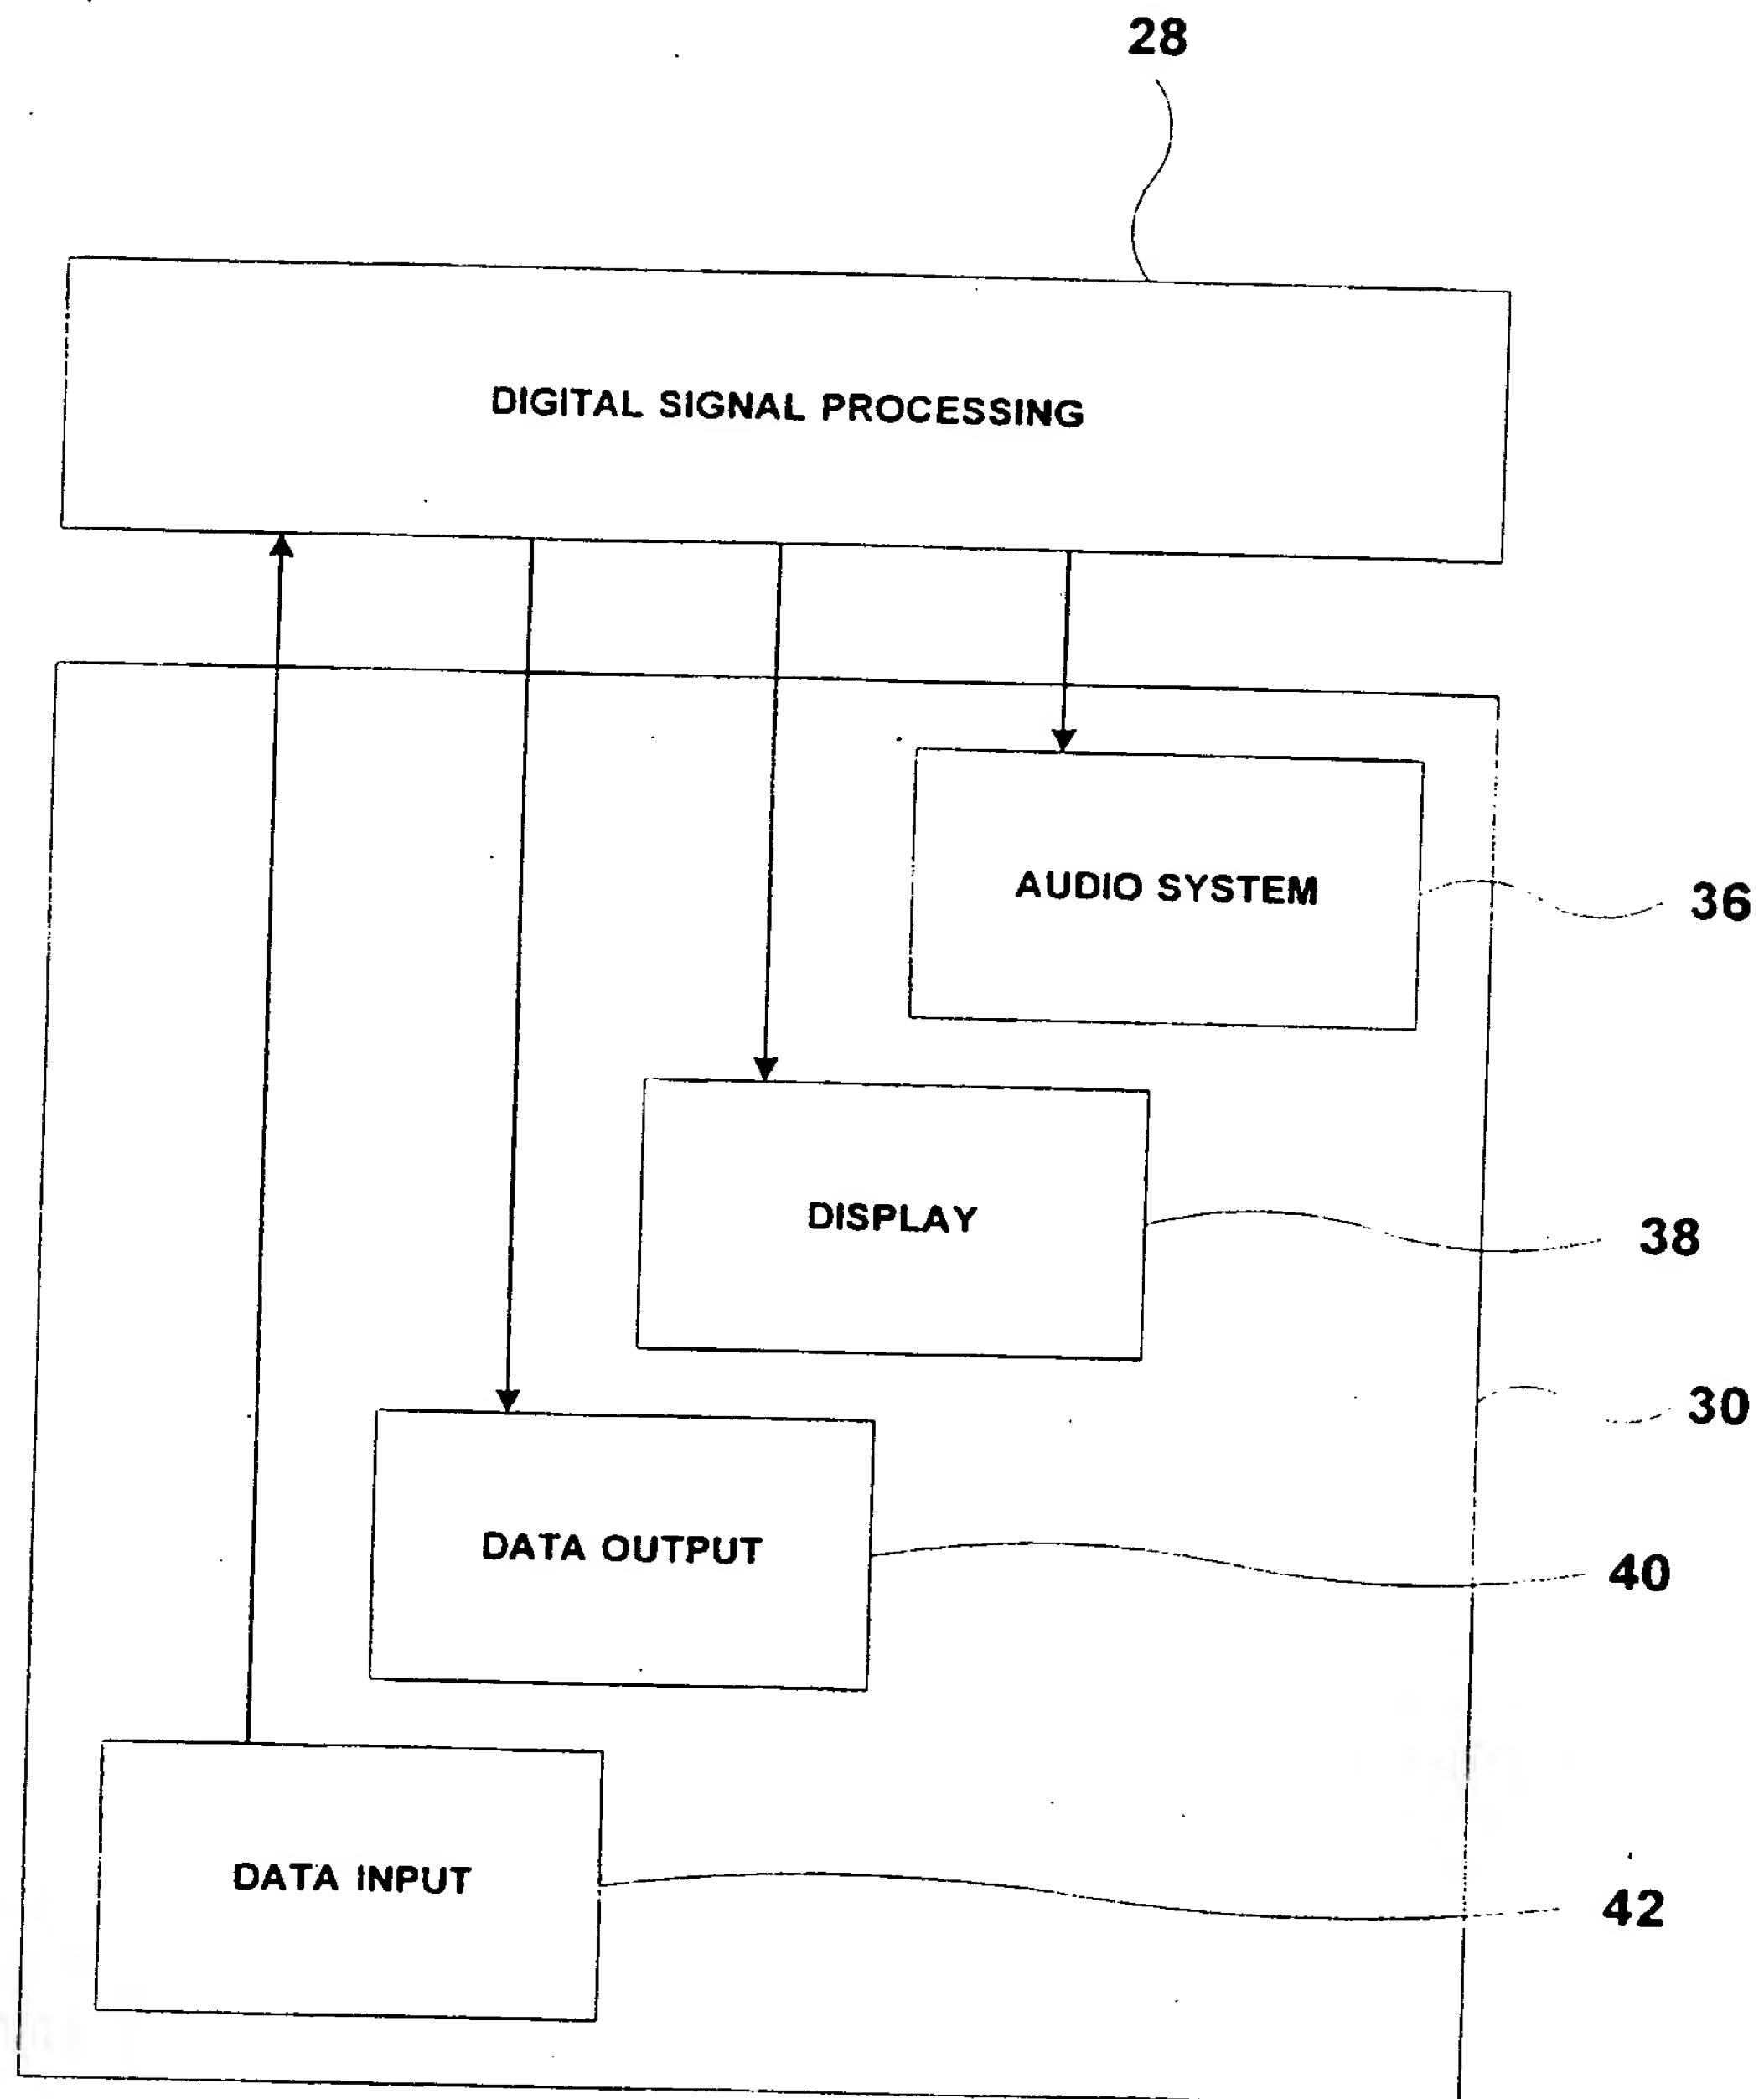 28
DIGITAL SIGNAL PROCESSING
AUDIO SYSTEM
36
DISPLAY
38
30
DATA OUTPUT
40
DATA INPUT
42